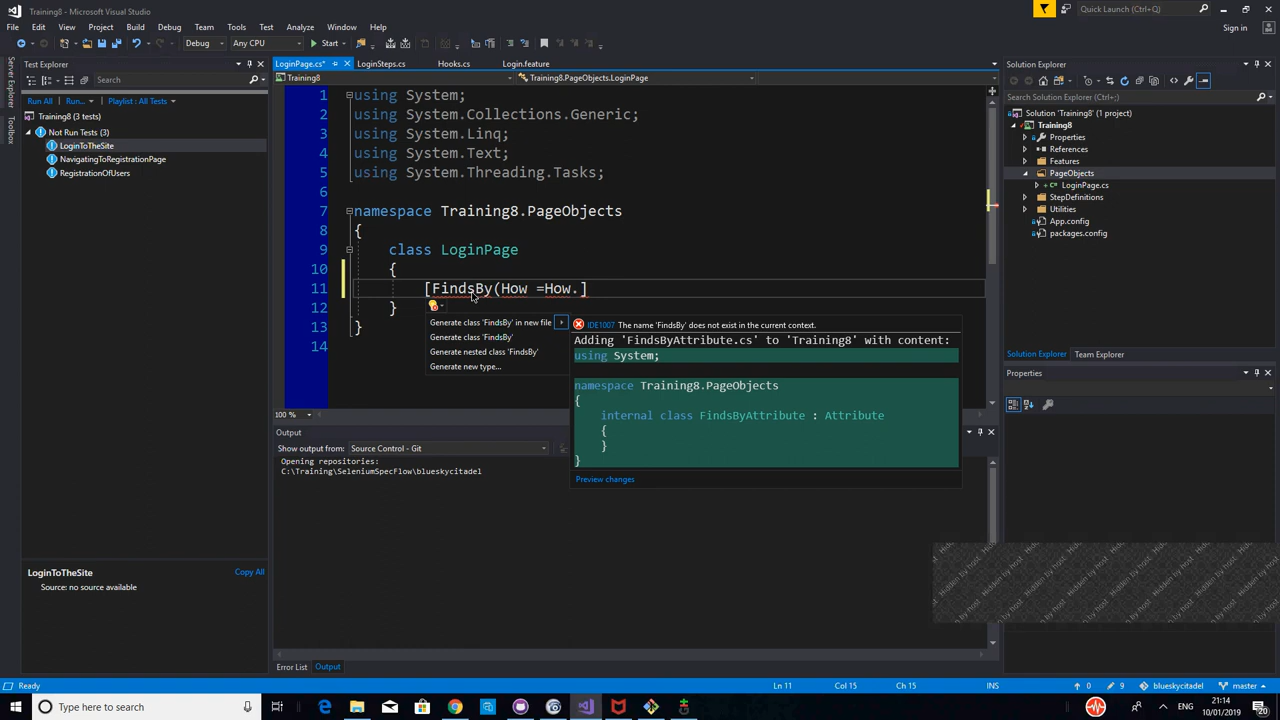 Training8 - Microsoft Visual Studio
Quick Launch (Ctrl+Q)
File Edit View Project Build Debug Team Tools Test Analyze Window Help
Sign in
Debug Any CPU Start
Server Explorer
Toolbox
Test Explorer
Search
Run All Run... Playlist : All Tests
Training8 (3 tests)
Not Run Tests (3)
LoginToTheSite
NavigatingToRegistrationPage
RegistrationOfUsers
LoginToTheSite
Copy All
Source: no source available
LoginPage.cs* LoginSteps.cs Hooks.cs Login.feature
Training8 Training8.PageObjects.LoginPage
1 using System;
2 using System.Collections.Generic;
3 using System.Linq;
4 using System.Text;
5 using System.Threading.Tasks;
6
7 namespace Training8.PageObjects
8 {
9 class LoginPage
10 {
11 [FindsBy(How =How.]
12 }
13 }
14
Generate class 'FindsBy' in new file
Generate class 'FindsBy'
Generate nested class 'FindsBy'
Generate new type...
IDE1007 The name 'FindsBy' does not exist in the current context.
Adding 'FindsByAttribute.cs' to 'Training8' with content:
using System;
namespace Training8.PageObjects
{
internal class FindsByAttribute : Attribute
{
}
}
Preview changes
100 %
Output
Show output from: Source Control - Git
Opening repositories:
C:\Training\SeleniumSpecFlow\blueskycitadel
Error List Output
Solution Explorer
Search Solution Explorer (Ctrl+;)
Solution 'Training8' (1 project)
Training8
Properties
References
Features
PageObjects
LoginPage.cs
StepDefinitions
Utilities
App.config
packages.config
Solution Explorer Team Explorer
Properties
Hidden by host
Ready Ln 11 Col 15 Ch 15 INS 0 9 blueskycitadel master
Type here to search
21:14
10/01/2019